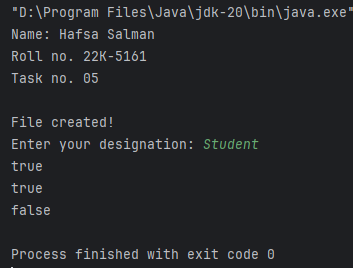 "D:\Program Files\Java\jdk-20\bin\java.exe"
Name: Hafsa Salman
Roll no. 22K-5161
Task no. 05
File created!
Enter your designation: Student
true
true
false
Process finished with exit code 0